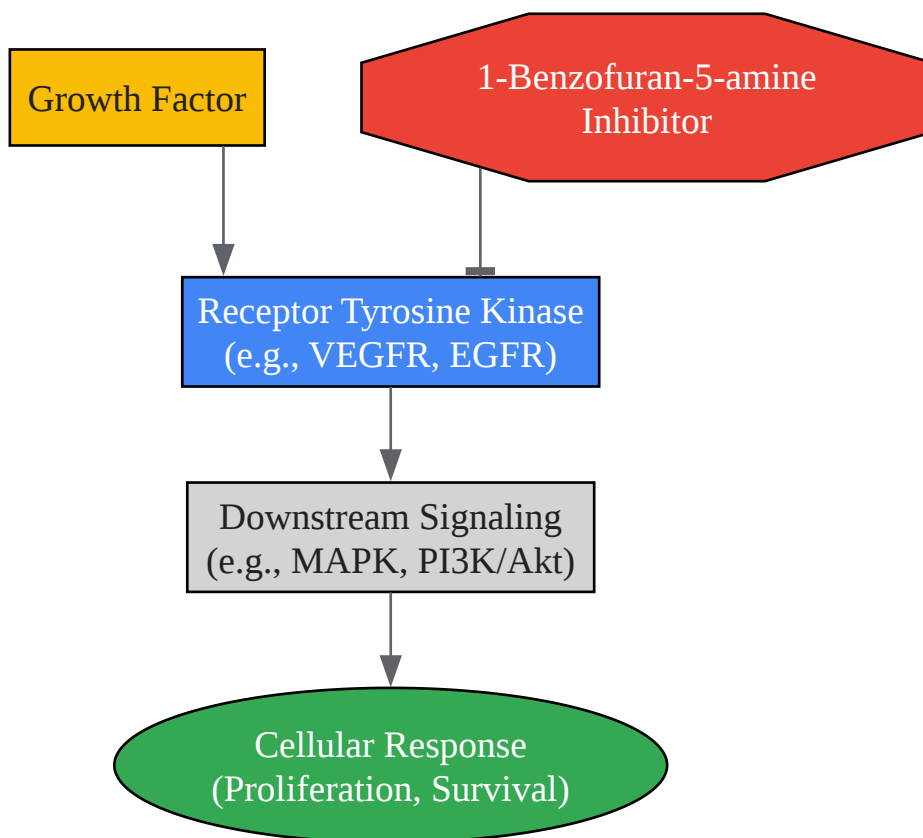 Growth Factor
1-Benzofuran-5-amine
Inhibitor
Receptor Tyrosine Kinase
(e.g., VEGFR, EGFR)
Downstream Signaling
(e.g., MAPK, PI3K/Akt)
Cellular Response
(Proliferation, Survival)